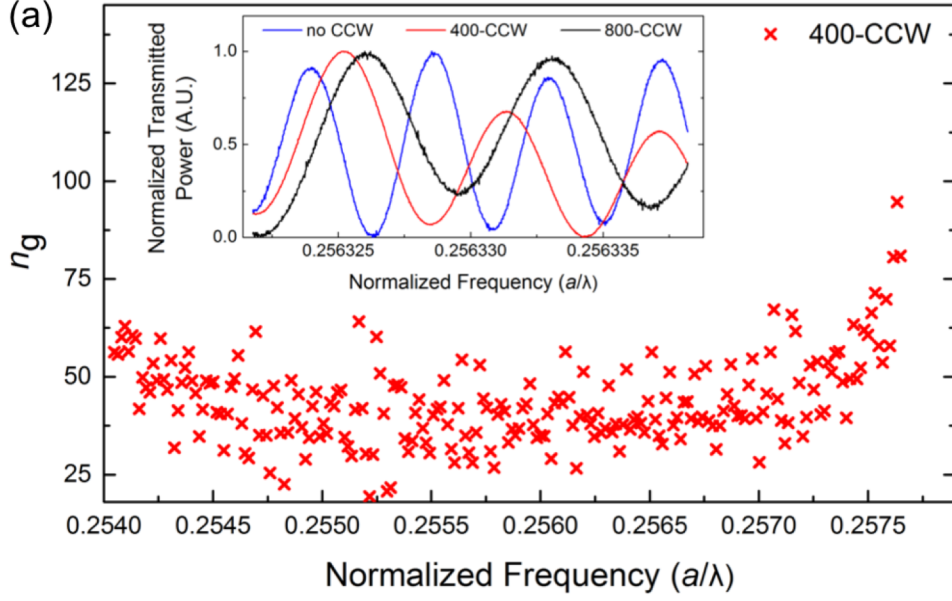 (a)
400-CCW
no CCW 400-CCW 800-CCW
Normalized Transmitted
Power (A.U.)
1.0
0.5
0.0
0.256325 0.256330 0.256335
Normalized Frequency (a/λ)
ng
125
100
75
50
25
0.2540 0.2545 0.2550 0.2555 0.2560 0.2565 0.2570 0.2575
Normalized Frequency (a/λ)